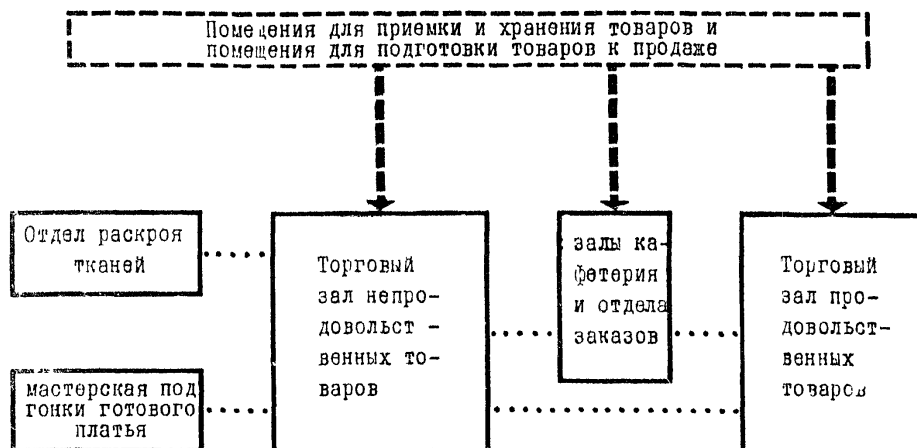 Помещения для приемки и хранения товаров и
помещения для подготовки товаров к продаже
Отдел раскроя
тканей
мастерская под
гонки готового
платья
Торговый
зал непро-
довольст -
венных то-
варов
залы ка-
фетерия
и отдела
заказов
Торговый
зал про-
довольст-
венных
товаров